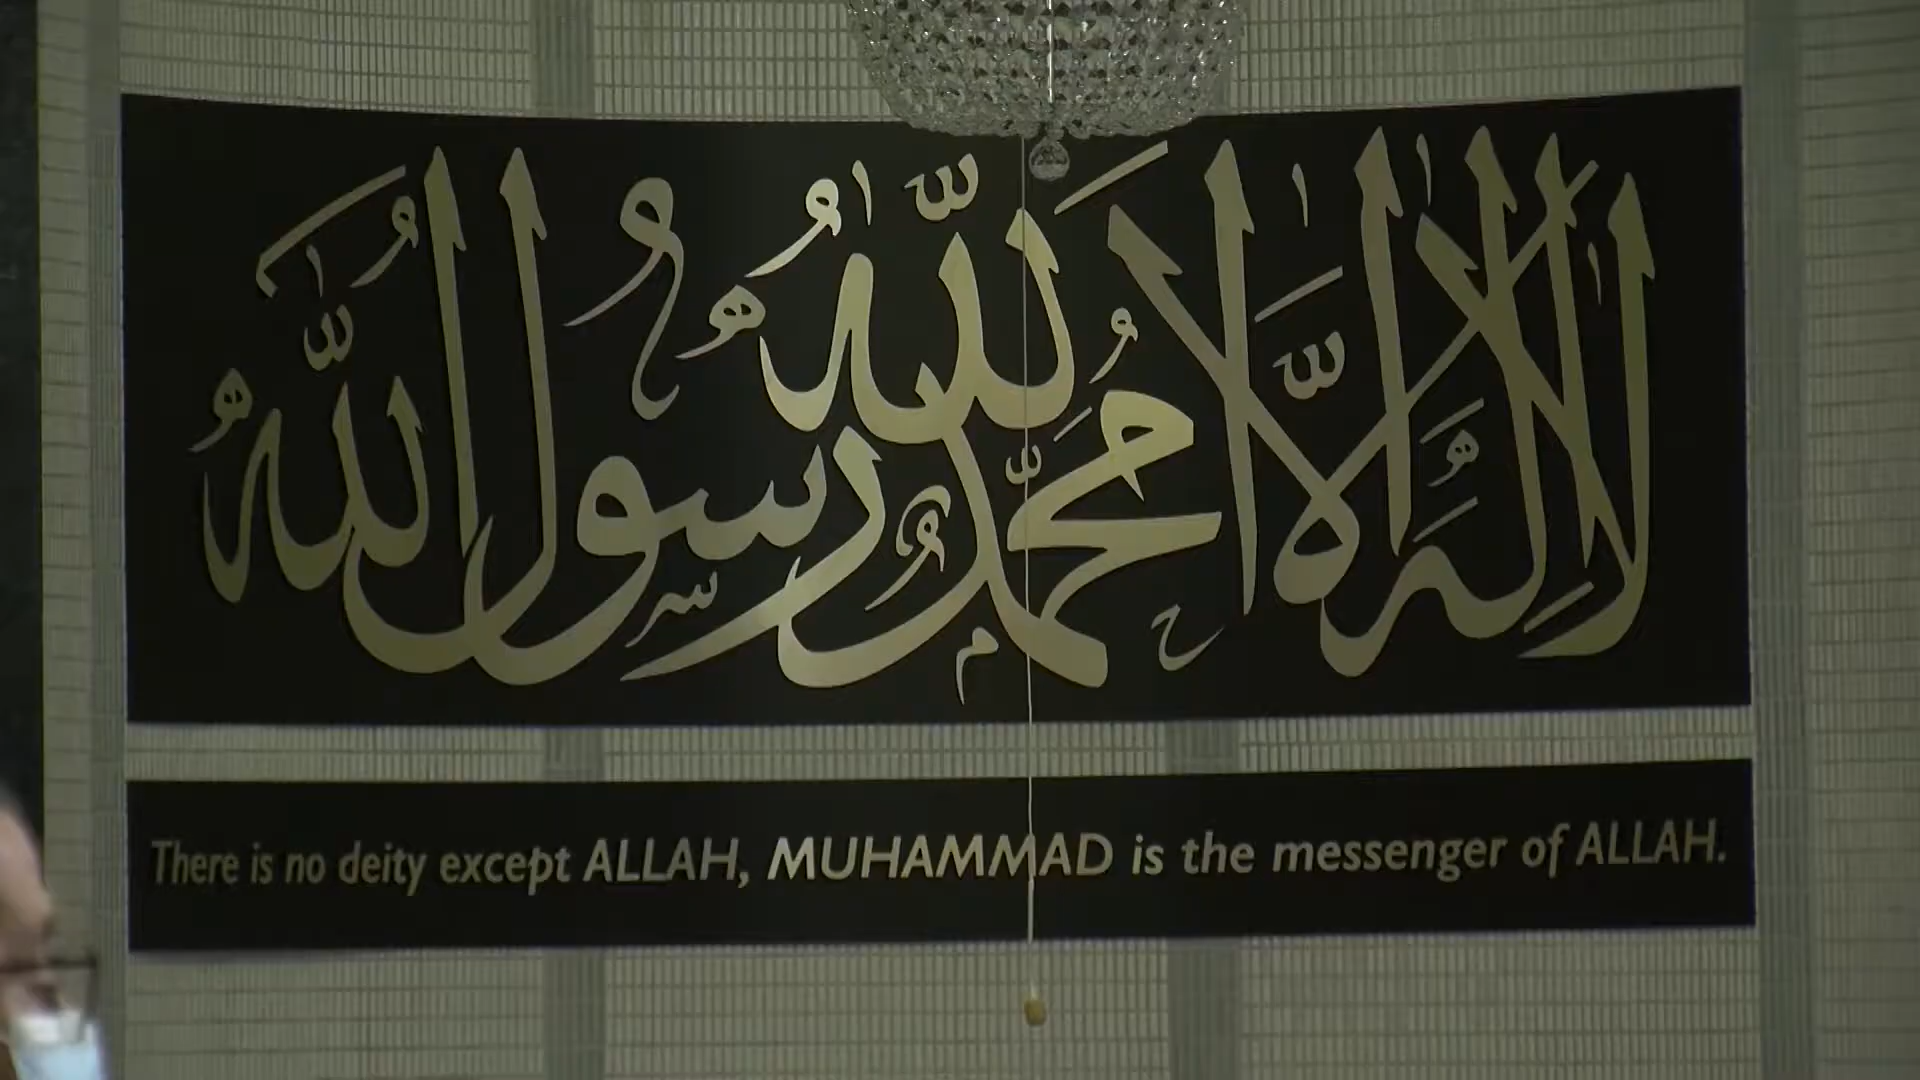 لا إله إلا الله محمد رسول الله
There is no deity except ALLAH, MUHAMMAD is the messenger of ALLAH.